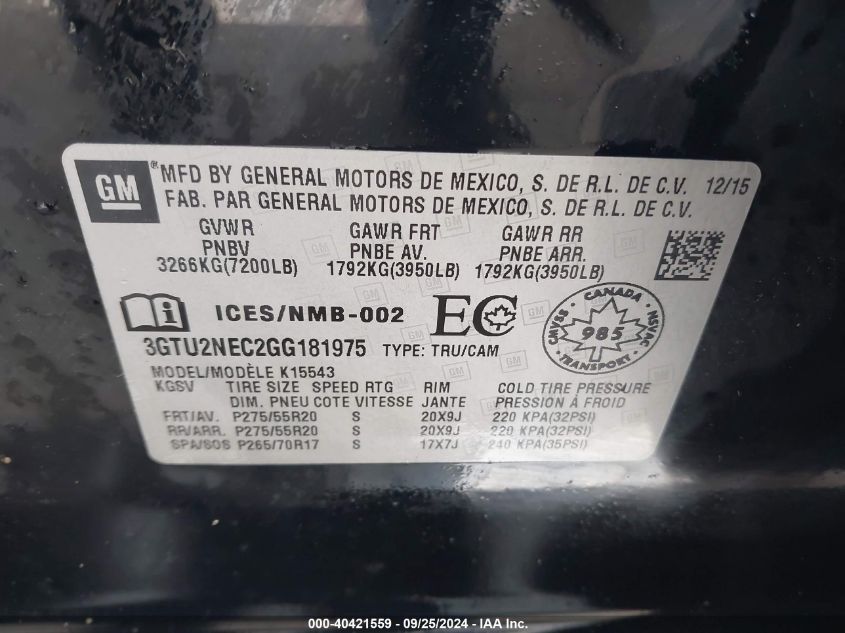 GM
® MFD BY GENERAL MOTORS DE MEXICO, S. DE R.L. DE C.V. 12/15
FAB. PAR GENERAL MOTORS DE MEXICO, S. DE R.L. DE C.V.
GVWR GAWR FRT GAWR RR
PNBV PNBE AV. PNBE ARR.
3266KG(7200LB) 1792KG(3950LB) 1792KG(3950LB)
i ICES/NMB-002 EC
CANADA
CMVSS 985 NSVAC
3GTU2NEC2GG181975 TYPE: TRU/CAM
MODEL/MODÈLE K15543
KGSV TIRE SIZE SPEED RTG RIM COLD TIRE PRESSURE
DIM. PNEU COTE VITESSE JANTE PRESSION À FROID
FRT/AV. P275/55R20 S 20X9J 220 KPA(32PSI)
RR/ARR. P275/55R20 S 20X9J 220 KPA(32PSI)
SPA/SOS P265/70R17 S 17X7J 240 KPA(35PSI)
000-40421559 - 09/25/2024 - IAA Inc.